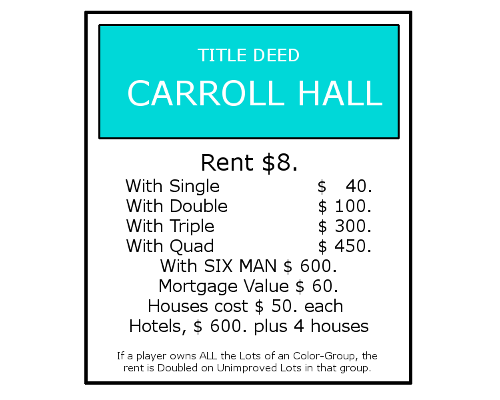 TITLE DEED
CARROLL HALL
Rent $8.
With Single $ 40.
With Double $ 100.
With Triple $ 300.
With Quad $ 450.
With SIX MAN $ 600.
Mortgage Value $ 60.
Houses cost $ 50. each
Hotels, $ 600. plus 4 houses
If a player owns ALL the Lots of an Color-Group, the
rent is Doubled on Unimproved Lots in that group.